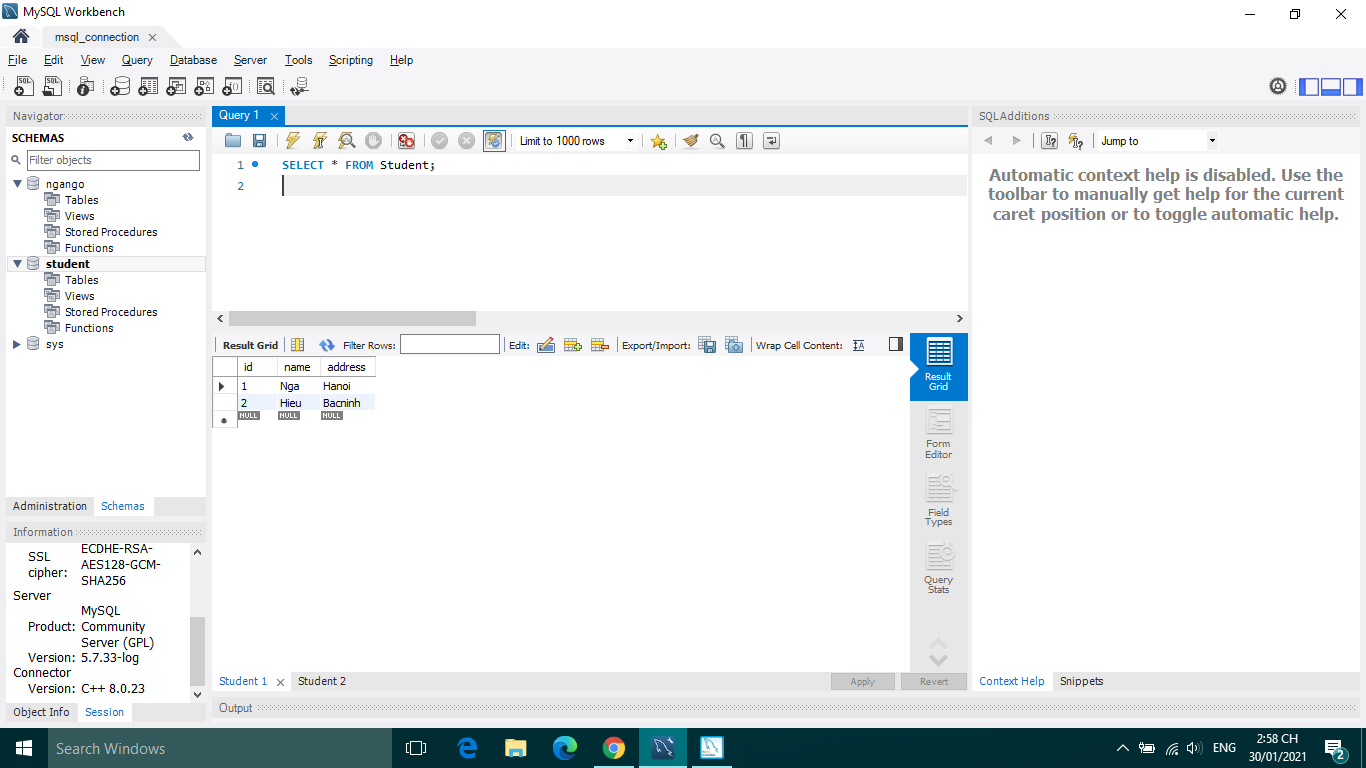 MySQL Workbench
msql_connection
File Edit View Query Database Server Tools Scripting Help
Navigator
SCHEMAS
Filter objects
ngango
Tables
Views
Stored Procedures
Functions
student
Tables
Views
Stored Procedures
Functions
sys
Administration Schemas
Information
SSL cipher: ECDHE-RSA-
AES128-GCM-
SHA256
Server
Product: MySQL
Community
Server (GPL)
Version: 5.7.33-log
Connector
Version: C++ 8.0.23
Object Info Session
Query 1
Limit to 1000 rows
1 SELECT * FROM Student;
2
Result Grid Filter Rows: Edit: Export/Import: Wrap Cell Content:
id name address
1 Nga Hanoi
2 Hieu Bacninh
NULL NULL NULL
Result
Grid
Form
Editor
Field
Types
Query
Stats
Student 1 Student 2 Apply Revert
Output
SQLAdditions
Jump to
Automatic context help is disabled. Use the
toolbar to manually get help for the current
caret position or to toggle automatic help.
Context Help Snippets
Search Windows
ENG
2:58 CH
30/01/2021
2